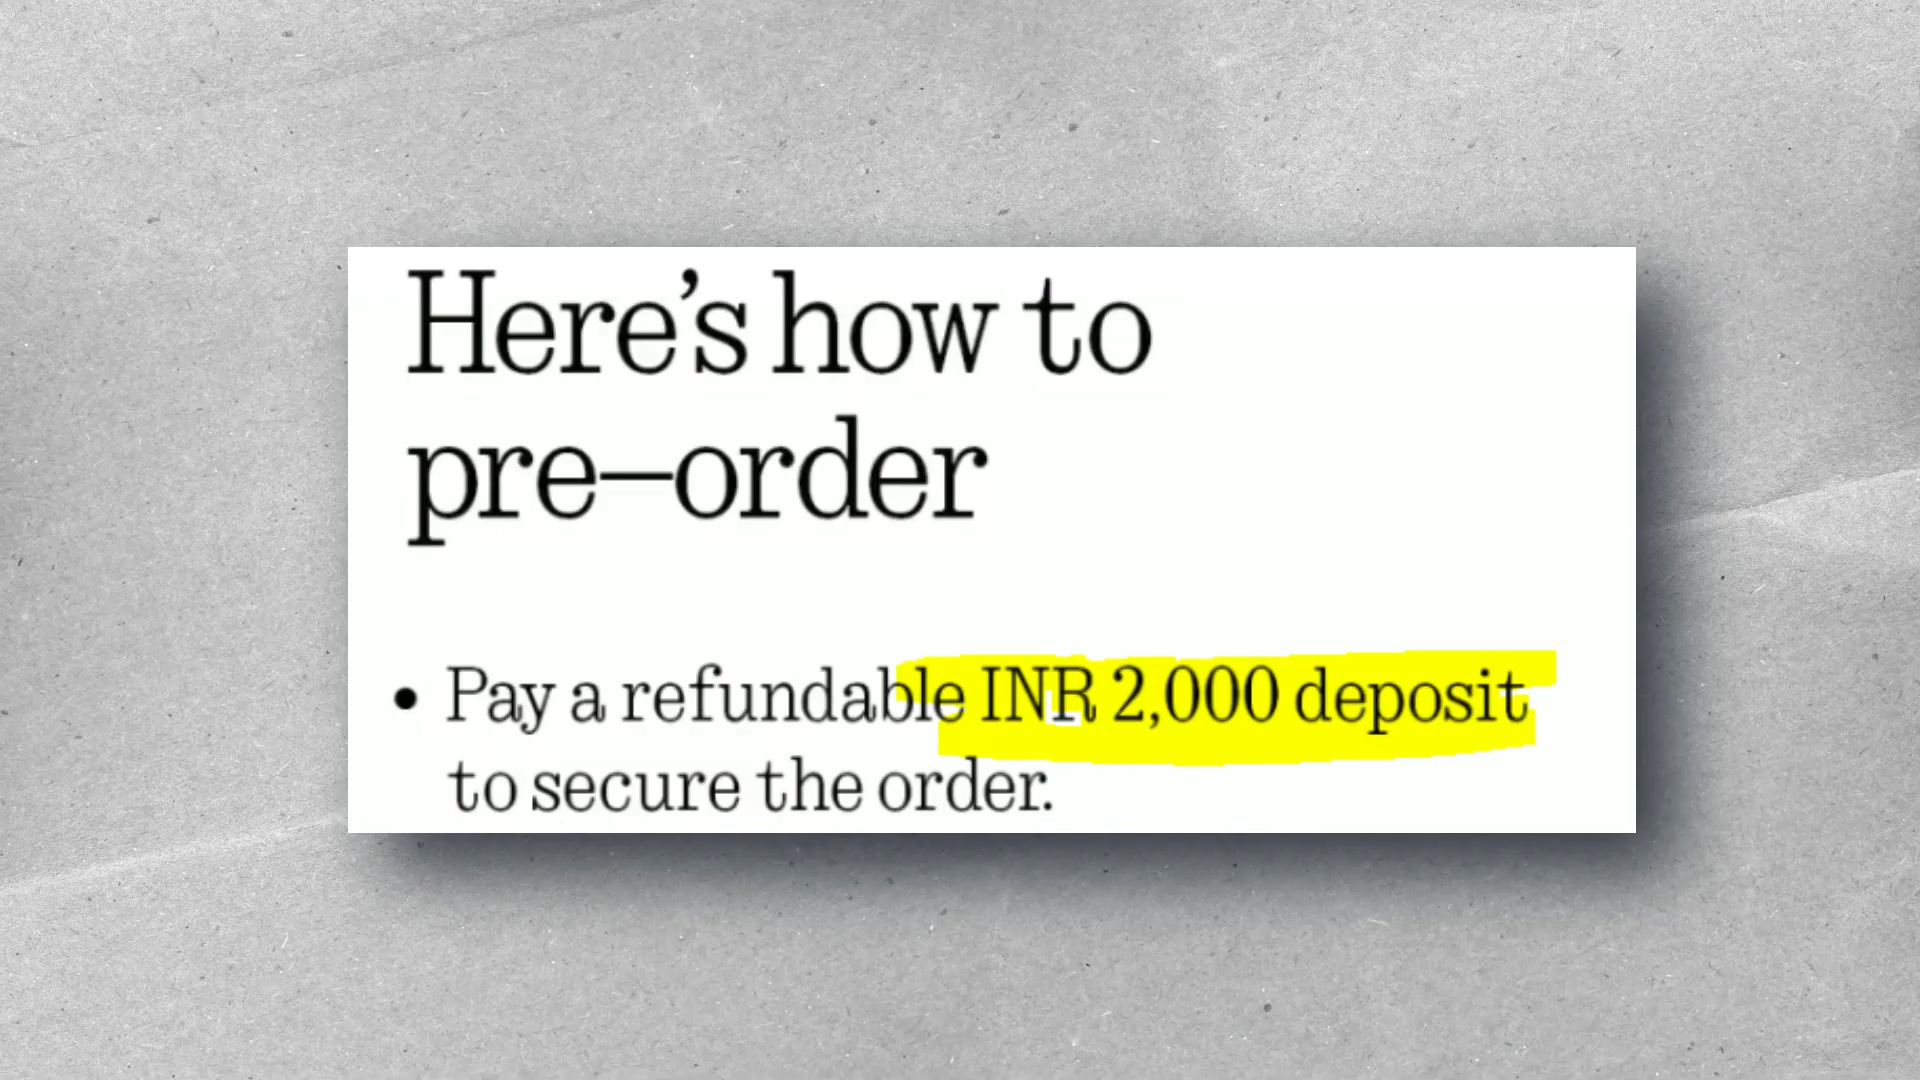 Here’s how to
pre–order
• Pay a refundable INR 2,000 deposit
to secure the order.